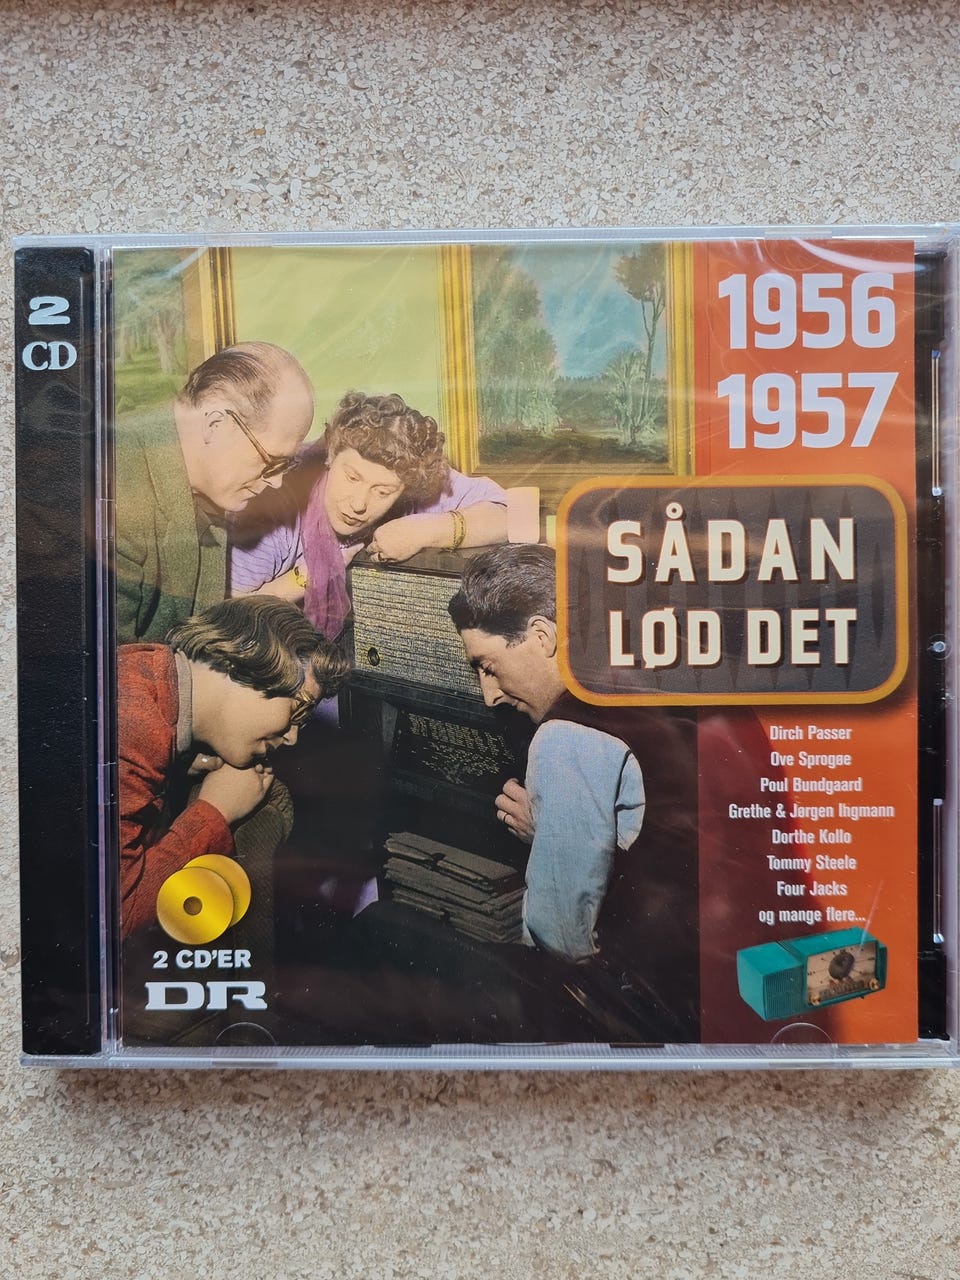 2
CD
1956
1957
SÅDAN
LØD DET
Dirch Passer
Ove Sprogøe
Poul Bundgaard
Grethe & Jørgen Ihgmann
Dorthe Kollo
Tommy Steele
Four Jacks
og mange flere...
2 CD'ER
DR